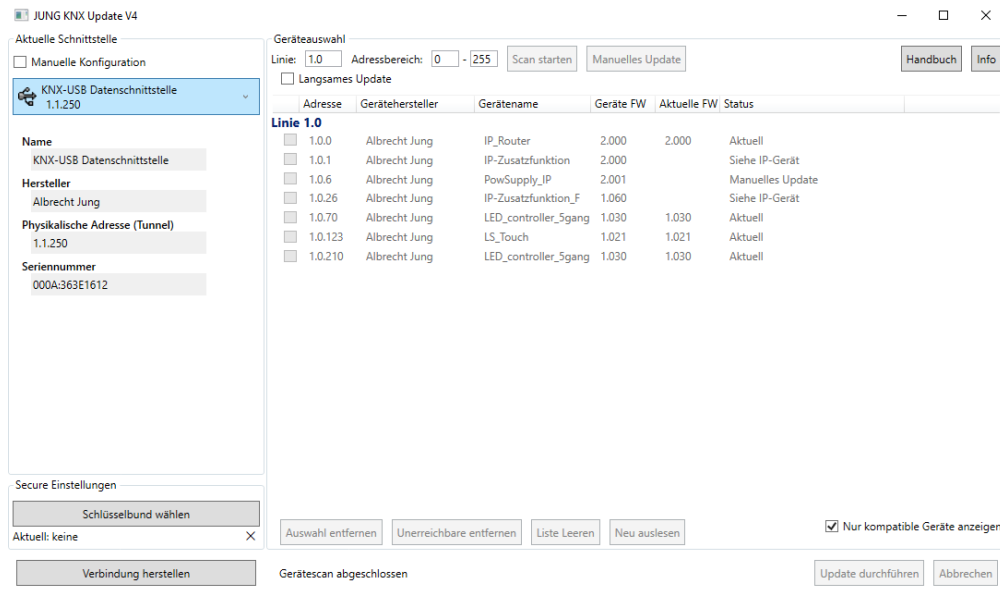 JUNG KNX Update V4
Aktuelle Schnittstelle
Manuelle Konfiguration
KNX-USB Datenschnittstelle
1.1.250
Name
KNX-USB Datenschnittstelle
Hersteller
Albrecht Jung
Physikalische Adresse (Tunnel)
1.1.250
Seriennummer
000A:363E1612
Secure Einstellungen
Schlüsselbund wählen
Aktuell: keine
Verbindung herstellen
Geräteauswahl
Linie: 1.0 Adressbereich: 0 - 255 Scan starten Manuelles Update Handbuch Info
Langsames Update
Adresse Gerätehersteller Gerätename Geräte FW Aktuelle FW Status
Linie 1.0
1.0.0 Albrecht Jung IP_Router 2.000 2.000 Aktuell
1.0.1 Albrecht Jung IP-Zusatzfunktion 2.000 Siehe IP-Gerät
1.0.6 Albrecht Jung PowSupply_IP 2.001 Manuelles Update
1.0.26 Albrecht Jung IP-Zusatzfunktion_F 1.060 Siehe IP-Gerät
1.0.70 Albrecht Jung LED_controller_5gang 1.030 1.030 Aktuell
1.0.123 Albrecht Jung LS_Touch 1.021 1.021 Aktuell
1.0.210 Albrecht Jung LED_controller_5gang 1.030 1.030 Aktuell
Auswahl entfernen Unerreichbare entfernen Liste Leeren Neu auslesen Nur kompatible Geräte anzeigen
Gerätescan abgeschlossen Update durchführen Abbrechen